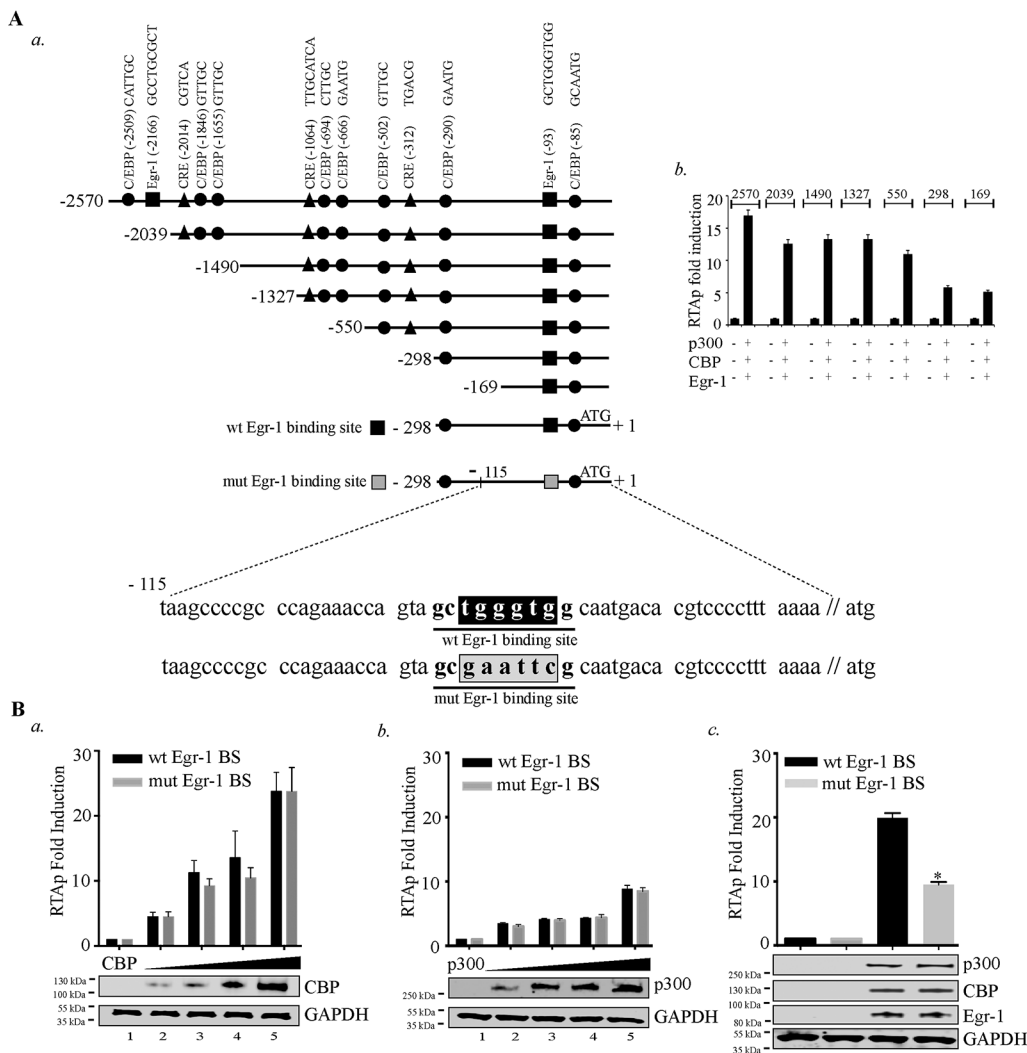 A
a.
C/EBP (-2509) CATTGC
Egr-1 (-2166) GCCTGCGCT
CRE (-2014) CGTCA
C/EBP (-1846) GTTGC
C/EBP (-1655) GTTGC
CRE (-1064) TTGCATCA
C/EBP (-694) CTTGC
C/EBP (-666) GAATG
C/EBP (-502) GTTGC
CRE (-312) TGACG
C/EBP (-290) GAATG
Egr-1 (-93) GCTGGGTGG
C/EBP (-85) GCAATG
-2570
-2039
-1490
-1327
-550
-298
-169
wt Egr-1 binding site - 298 ATG + 1
mut Egr-1 binding site - 298 - 115 ATG + 1
- 115
taagccccgc ccagaaacca gta gc tgggtg g caatgaca cgtccccttt aaaa // atg
wt Egr-1 binding site
taagccccgc ccagaaacca gta gc gaattc g caatgaca cgtccccttt aaaa // atg
mut Egr-1 binding site
b.
2570 2039 1490 1327 550 298 169
RTAp fold induction
20
15
10
5
0
p300 - + - + - + - + - + - + - +
CBP - + - + - + - + - + - + - +
Egr-1 - + - + - + - + - + - + - +
B
a.
RTAp Fold Induction
30
20
10
0
wt Egr-1 BS
mut Egr-1 BS
CBP
130 kDa
100 kDa
CBP
55 kDa
35 kDa
GAPDH
1 2 3 4 5
b.
RTAp Fold Induction
30
20
10
0
wt Egr-1 BS
mut Egr-1 BS
p300
250 kDa
p300
55 kDa
35 kDa
GAPDH
1 2 3 4 5
c.
RTAp Fold Induction
30
20
10
0
wt Egr-1 BS
mut Egr-1 BS
*
250 kDa
p300
130 kDa
100 kDa
CBP
100 kDa
80 kDa
Egr-1
55 kDa
35 kDa
GAPDH